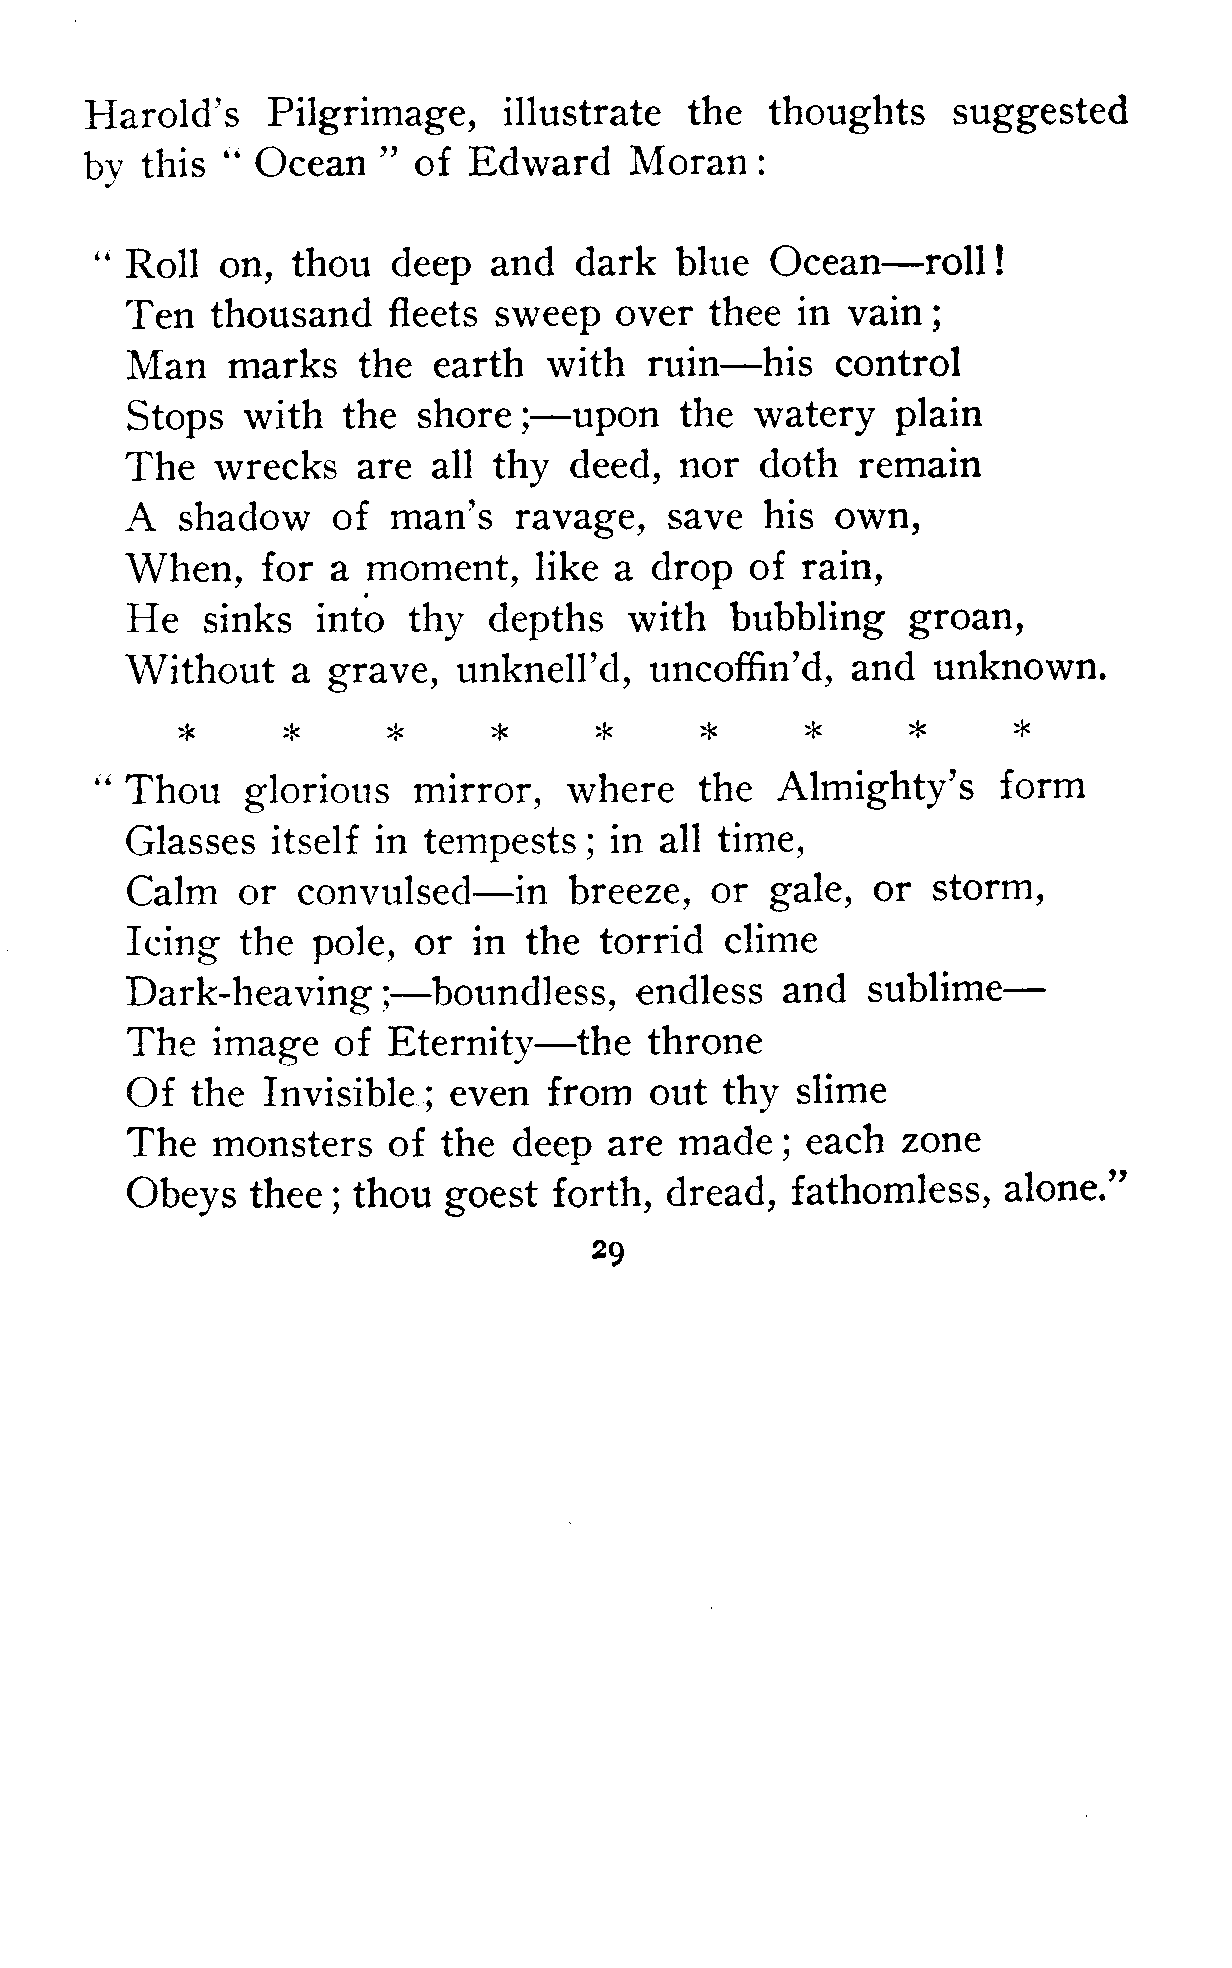 Harold's Pilgrimage, illustrate the thoughts suggested
by this " Ocean " of Edward Moran :
" Roll on, thou deep and dark blue Ocean—roll !
Ten thousand fleets sweep over thee in vain ;
Man marks the earth with ruin—his control
Stops with the shore ;—upon the watery plain
The wrecks are all thy deed, nor doth remain
A shadow of man's ravage, save his own,
When, for a moment, like a drop of rain,
He sinks into thy depths with bubbling groan,
Without a grave, unknell'd, uncoffin'd, and unknown.
* * * * * * * * *
" Thou glorious mirror, where the Almighty's form
Glasses itself in tempests ; in all time,
Calm or convulsed—in breeze, or gale, or storm,
Icing the pole, or in the torrid clime
Dark-heaving ;—boundless, endless and sublime—
The image of Eternity—the throne
Of the Invisible ; even from out thy slime
The monsters of the deep are made ; each zone
Obeys thee ; thou goest forth, dread, fathomless, alone."
29